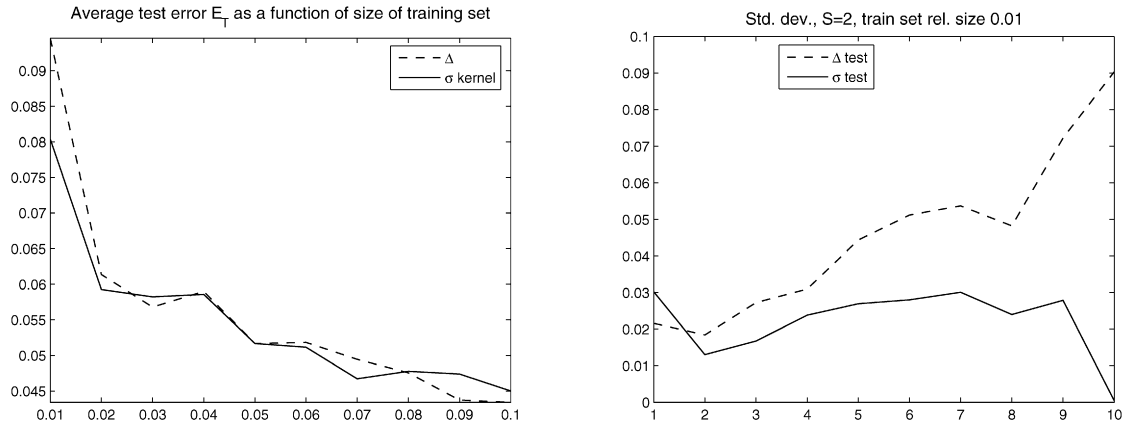 Average test error E_T as a function of size of training set
Δ
σ kernel
0.09
0.085
0.08
0.075
0.07
0.065
0.06
0.055
0.05
0.045
0.01 0.02 0.03 0.04 0.05 0.06 0.07 0.08 0.09 0.1
Std. dev., S=2, train set rel. size 0.01
Δ test
σ test
0.1
0.09
0.08
0.07
0.06
0.05
0.04
0.03
0.02
0.01
0
1 2 3 4 5 6 7 8 9 10